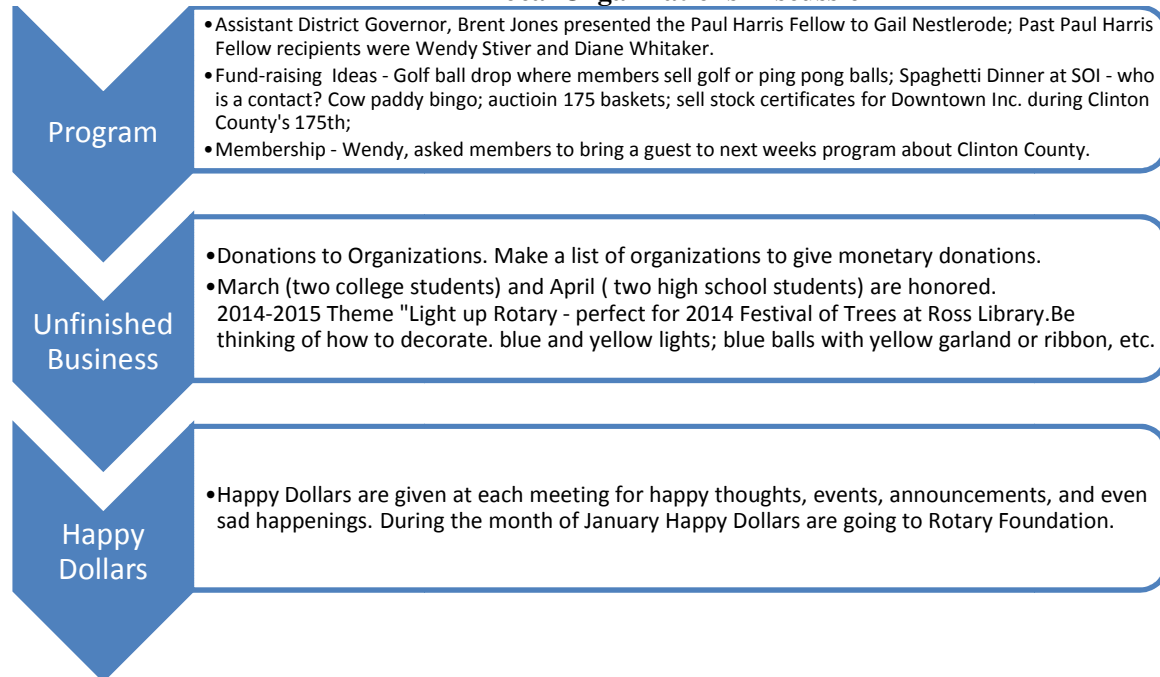 Program
•Assistant District Governor, Brent Jones presented the Paul Harris Fellow to Gail Nestlerode; Past Paul Harris
Fellow recipients were Wendy Stiver and Diane Whitaker.
•Fund-raising Ideas - Golf ball drop where members sell golf or ping pong balls; Spaghetti Dinner at SOI - who
is a contact? Cow paddy bingo; auctioin 175 baskets; sell stock certificates for Downtown Inc. during Clinton
County's 175th;
•Membership - Wendy, asked members to bring a guest to next weeks program about Clinton County.
Unfinished
Business
•Donations to Organizations. Make a list of organizations to give monetary donations.
•March (two college students) and April ( two high school students) are honored.
2014-2015 Theme "Light up Rotary - perfect for 2014 Festival of Trees at Ross Library.Be
thinking of how to decorate. blue and yellow lights; blue balls with yellow garland or ribbon, etc.
Happy
Dollars
•Happy Dollars are given at each meeting for happy thoughts, events, announcements, and even
sad happenings. During the month of January Happy Dollars are going to Rotary Foundation.